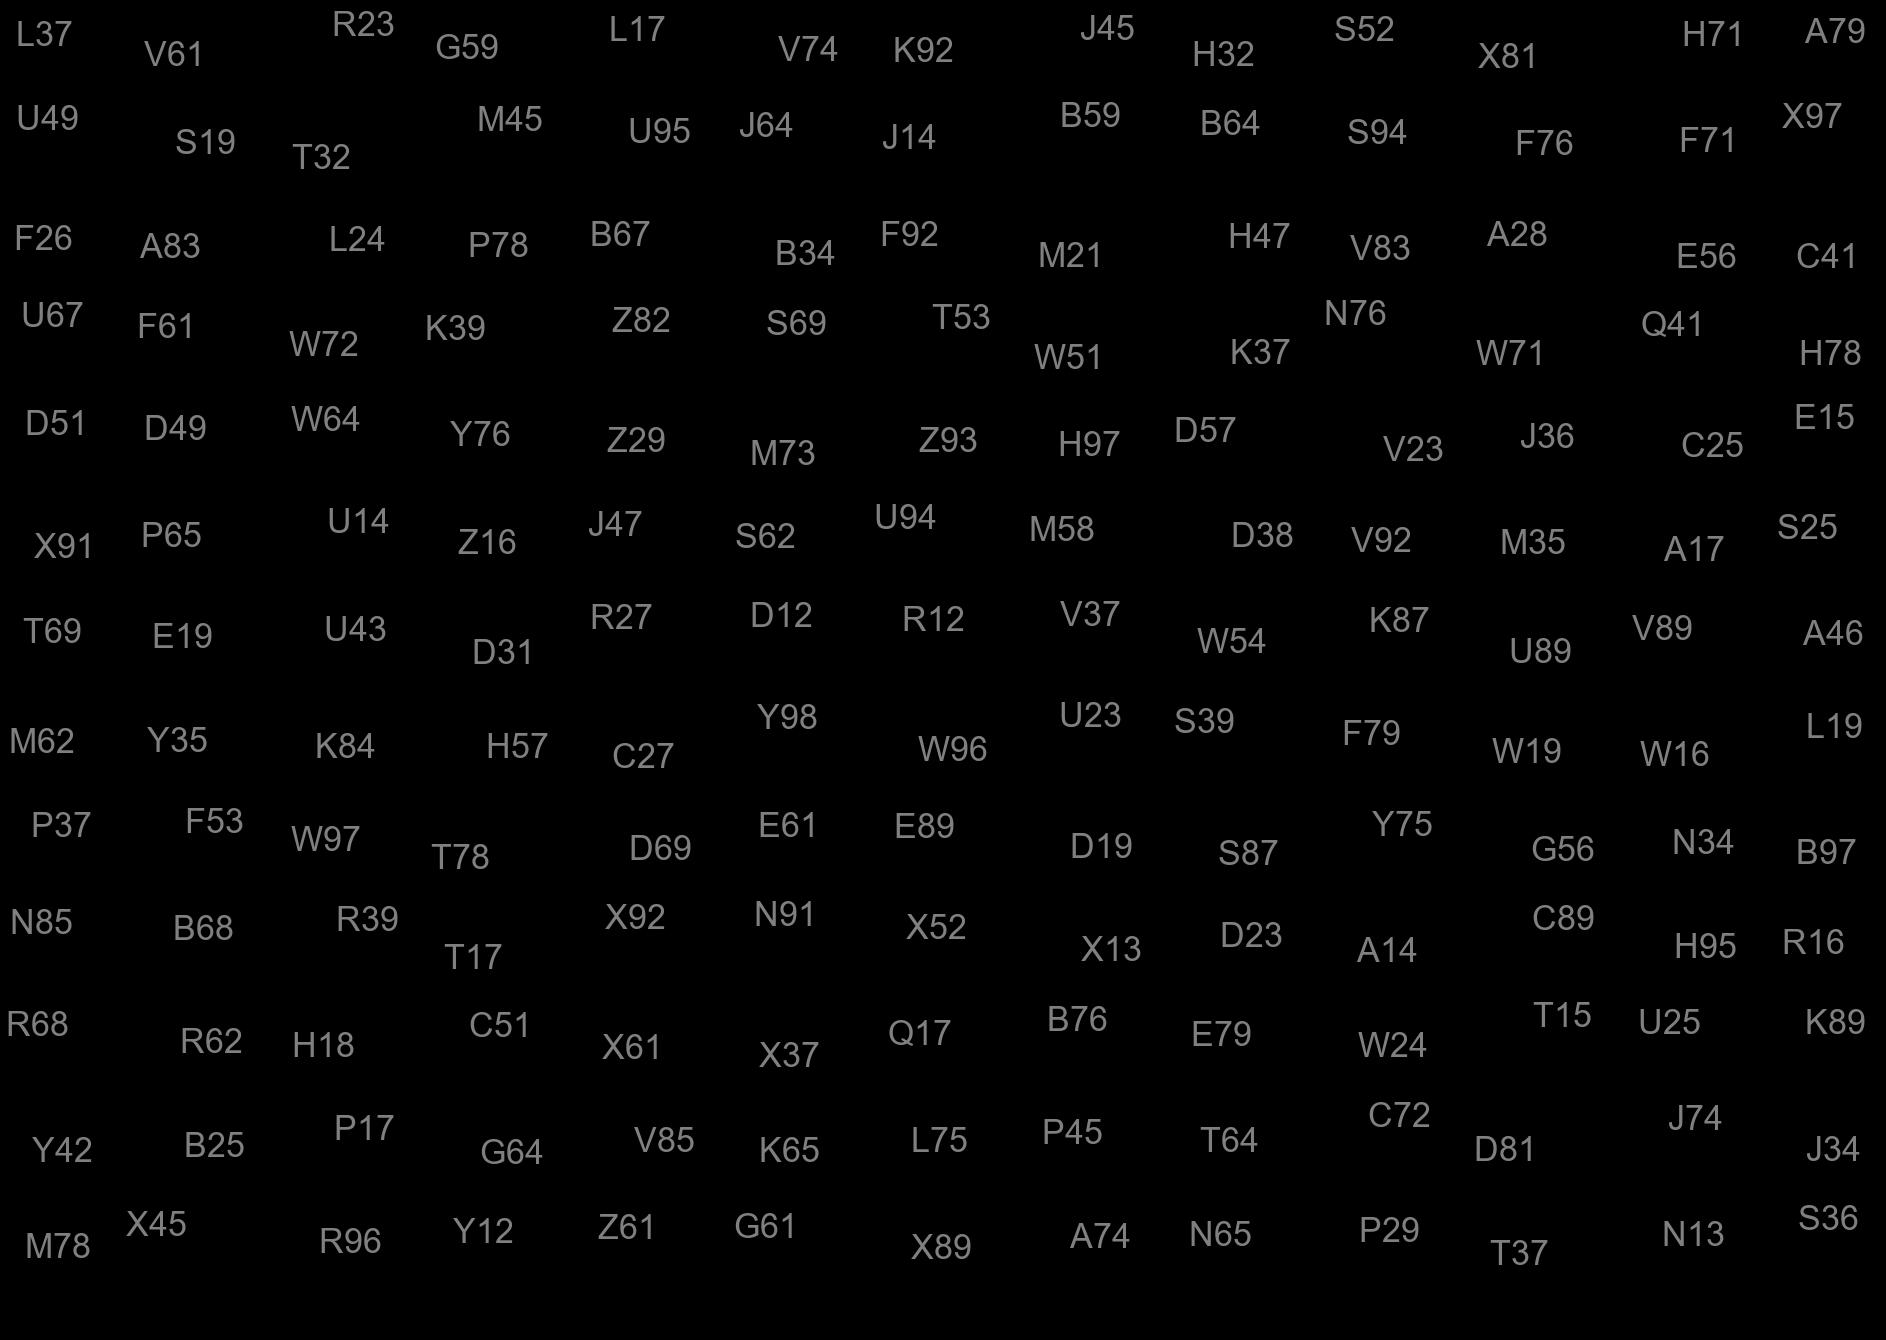 L37 V61 R23 G59 L17 V74 K92 J45 H32 S52 X81 H71 A79
U49 S19 T32 M45 U95 J64 J14 B59 B64 S94 F76 F71 X97
F26 A83 L24 P78 B67 B34 F92 M21 H47 V83 A28 E56 C41
U67 F61 W72 K39 Z82 S69 T53 W51 K37 N76 W71 Q41 H78
D51 D49 W64 Y76 Z29 M73 Z93 H97 D57 V23 J36 C25 E15
X91 P65 U14 Z16 J47 S62 U94 M58 D38 V92 M35 A17 S25
T69 E19 U43 D31 R27 D12 R12 V37 W54 K87 U89 V89 A46
M62 Y35 K84 H57 C27 Y98 W96 U23 S39 F79 W19 W16 L19
P37 F53 W97 T78 D69 E61 E89 D19 S87 Y75 G56 N34 B97
N85 B68 R39 T17 X92 N91 X52 X13 D23 A14 C89 H95 R16
R68 R62 H18 C51 X61 X37 Q17 B76 E79 W24 T15 U25 K89
Y42 B25 P17 G64 V85 K65 L75 P45 T64 C72 D81 J74 J34
M78 X45 R96 Y12 Z61 G61 X89 A74 N65 P29 T37 N13 S36